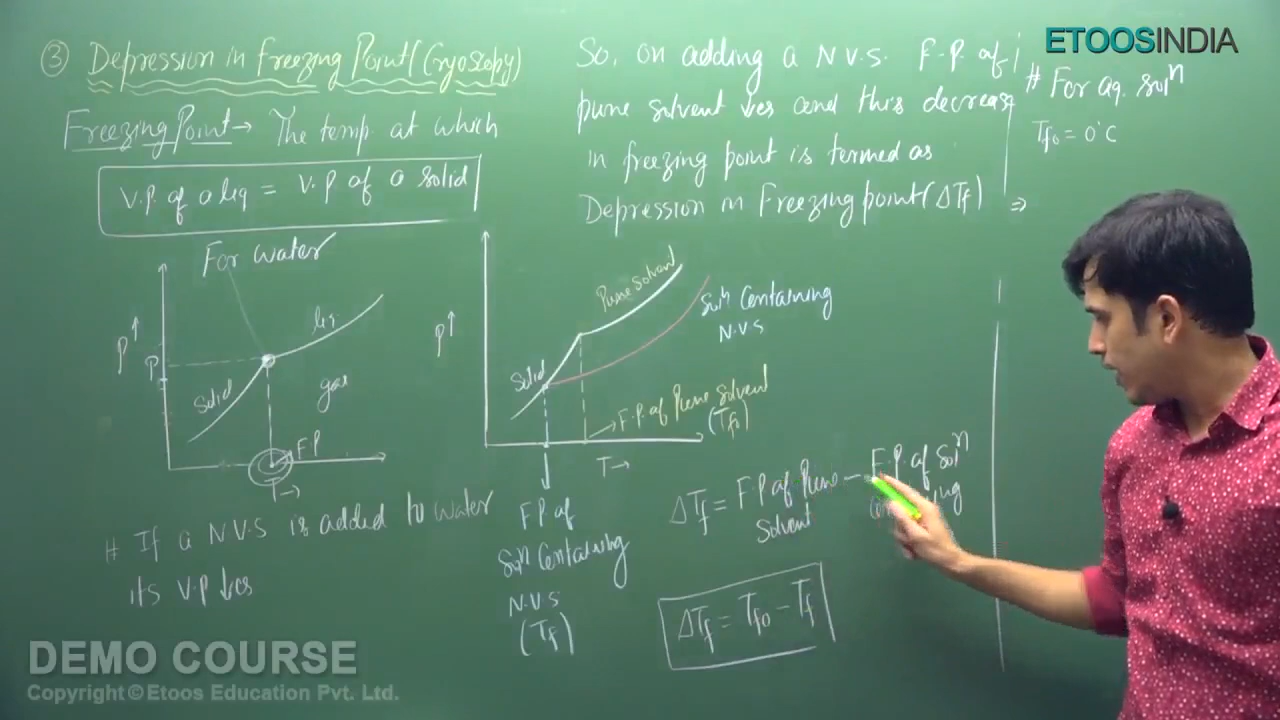 ③ Depression in Freezing Point (Cryoscopy)
Freezing Point → The temp. at which
V.P. of a liq = V.P of a solid
For water
P↑
P
liq
Solid
gas
F.P
T→
# If a N.V.S is added to water
its V.P ↓es
P↑
Pure Solvent
Solⁿ Containing
N.V.S
Solid
F.P. of Pure Solvent
(Tf₀)
T→
F.P of
Solⁿ Containing
N.V.S
(Tf)
So, on adding a N.V.S. F.P. of
pure solvent ↓es and this decrease
in freezing point is termed as
Depression in Freezing point (ΔTf) ⇒
ΔTf = F.P of Pure Solvent − F.P. of Solⁿ
ΔTf = Tf₀ − Tf
# For aq. solⁿ
Tf₀ = 0°C
ETOOSINDIA
DEMO COURSE
Copyright © Etoos Education Pvt. Ltd.